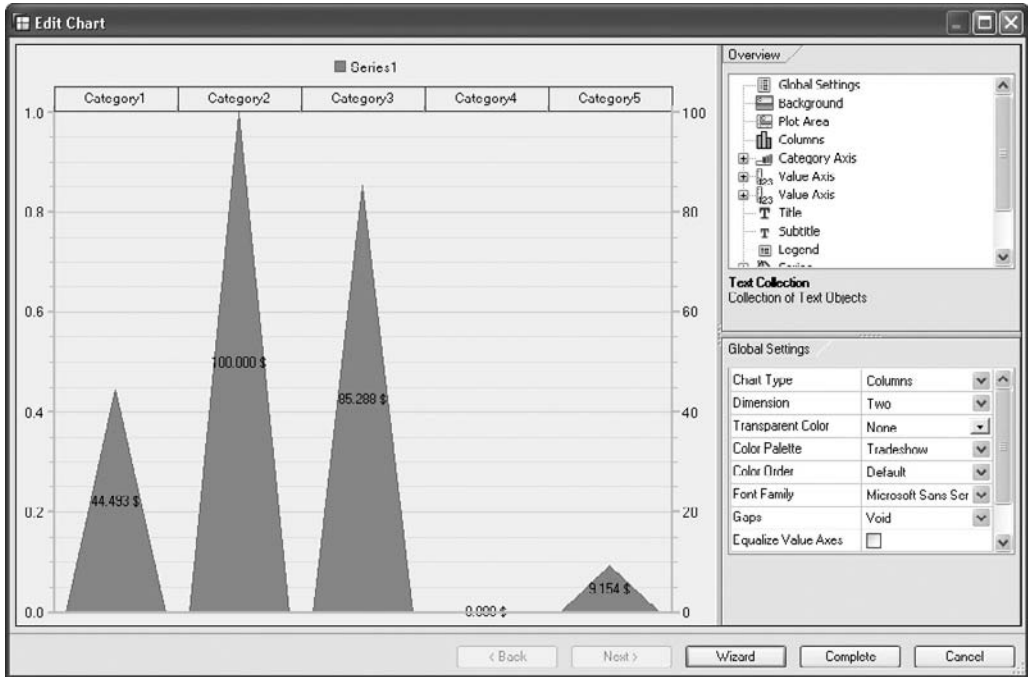 Edit Chart
Series1
Category1 Category2 Category3 Category4 Category5
1.0
0.8
0.6
0.4
0.2
0.0
100
80
60
40
20
0
44.493 $
100.000 $
85.288 $
0.000 $
9.154 $
Overview
Global Settings
Background
Plot Area
Columns
Category Axis
Value Axis
Value Axis
Title
Subtitle
Legend
Series
Text Collection
Collection of Text Objects
Global Settings
Chart Type Columns
Dimension Two
Transparent Color None
Color Palette Tradeshow
Color Order Default
Font Family Microsoft Sans Ser
Gaps Void
Equalize Value Axes
< Back Next > Wizard Complete Cancel